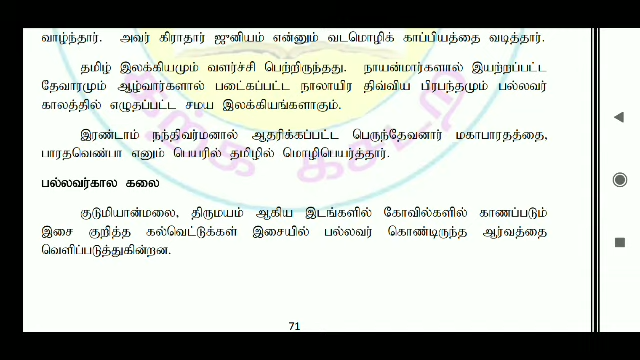 வாழ்ந்தார். அவர் கிராதார் ஜுனியம் என்னும் வடமொழிக் காப்பியத்தை வடித்தார்.
தமிழ் இலக்கியமும் வளர்ச்சி பெற்றிருந்தது. நாயன்மார்களால் இயற்றப்பட்ட
தேவாரமும் ஆழ்வார்களால் படைக்கப்பட்ட நாலாயிர திவ்விய பிரபந்தமும் பல்லவர்
காலத்தில் எழுதப்பட்ட சமய இலக்கியங்களாகும்.
இரண்டாம் நந்திவர்மனால் ஆதரிக்கப்பட்ட பெருந்தேவனார் மகாபாரதத்தை,
பாரதவெண்பா எனும் பெயரில் தமிழில் மொழிபெயர்த்தார்.
பல்லவர்கால கலை
குடுமியான்மலை, திருமயம் ஆகிய இடங்களில் கோவில்களில் காணப்படும்
இசை குறித்த கல்வெட்டுக்கள் இசையில் பல்லவர் கொண்டிருந்த ஆர்வத்தை
வெளிப்படுத்துகின்றன.
71